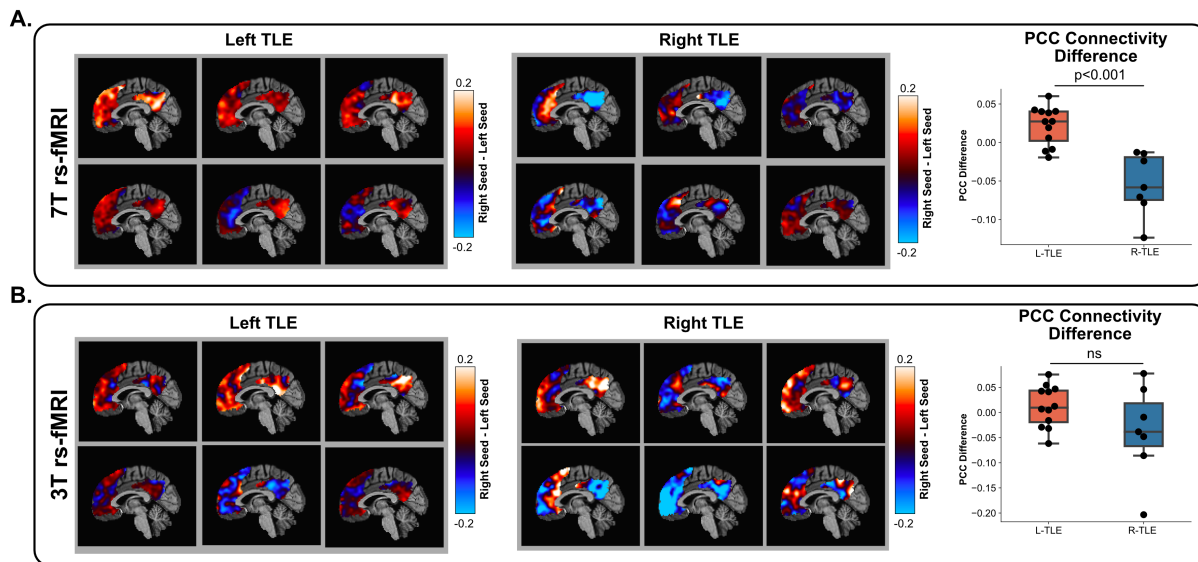 A.
7T rs-fMRI
Left TLE
0.2
Right Seed - Left Seed
-0.2
Right TLE
0.2
Right Seed - Left Seed
-0.2
PCC Connectivity
Difference
p<0.001
PCC Difference
0.05
0.00
−0.05
−0.10
L-TLE
R-TLE
B.
3T rs-fMRI
Left TLE
0.2
Right Seed - Left Seed
-0.2
Right TLE
0.2
Right Seed - Left Seed
-0.2
PCC Connectivity
Difference
ns
PCC Difference
0.05
0.00
−0.05
−0.10
−0.15
−0.20
L-TLE
R-TLE